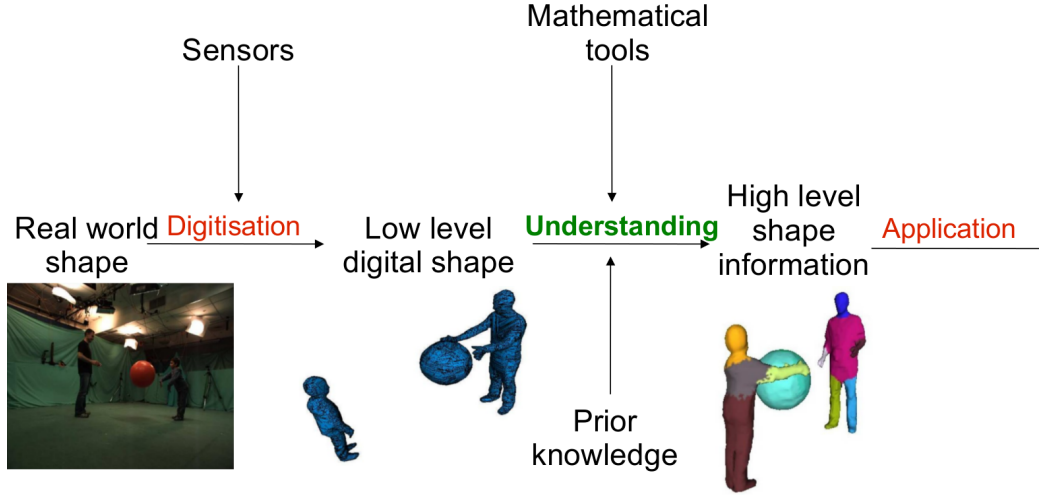 Sensors
Mathematical
tools
Real world
shape
Digitisation
Low level
digital shape
Understanding
High level
shape
information
Application
Prior
knowledge